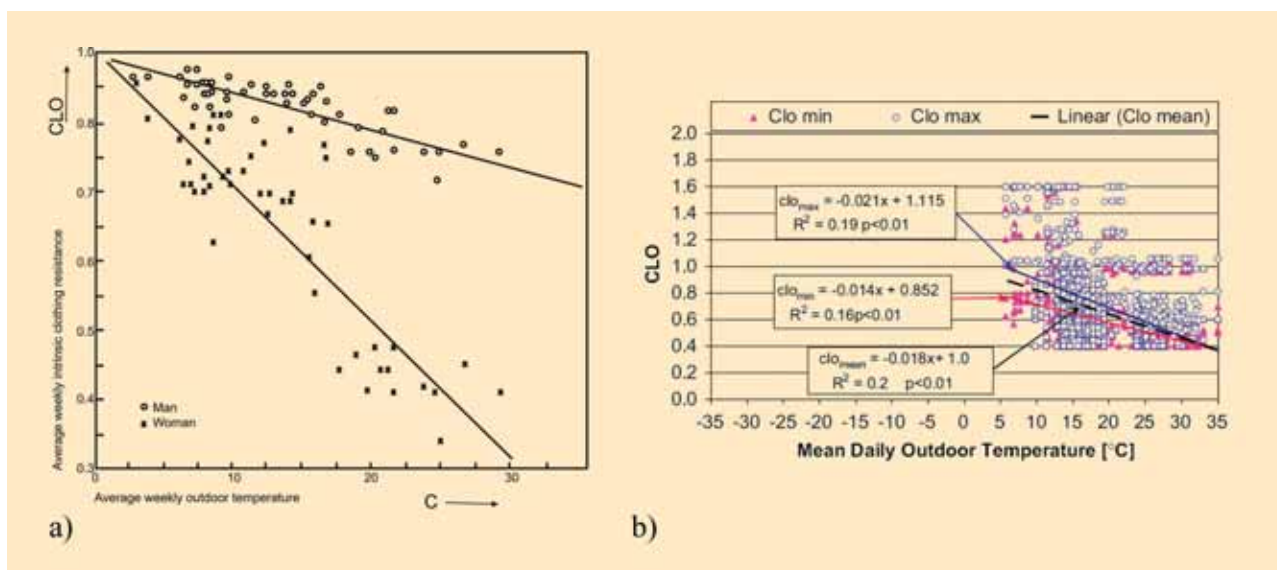 1.0
0.8
0.7
0.5
0.4
0.3
CLO
Average weekly intrinsic clothing resistance
Man
Woman
0 10 20 30
Average weekly outdoor temperature
C
a)
Clo min Clo max Linear (Clo mean)
2.0
1.8
1.6
1.4
1.2
1.0
0.8
0.6
0.4
0.2
0.0
CLO
clomax = -0.021x + 1.115
R² = 0.19 p<0.01
clomin = -0.014x + 0.852
R² = 0.16p<0.01
clomean = -0.018x+ 1.0
R² = 0.2 p<0.01
-35 -30 -25 -20 -15 -10 -5 0 5 10 15 20 25 30 35
Mean Daily Outdoor Temperature [°C]
b)